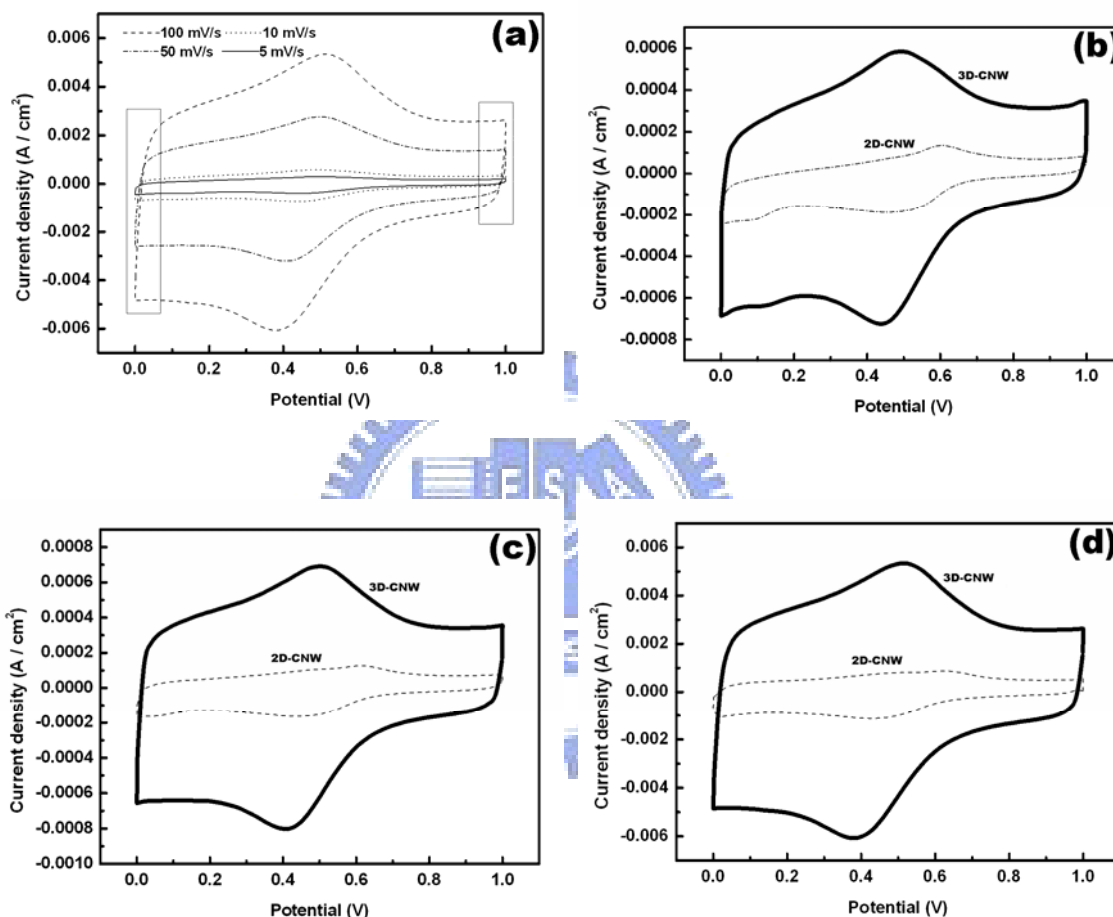 (a)
100 mV/s 10 mV/s
50 mV/s 5 mV/s
0.006
0.004
0.002
0.000
-0.002
-0.004
-0.006
Current density (A / cm²)
0.0 0.2 0.4 0.6 0.8 1.0
Potential (V)
(b)
3D-CNW
2D-CNW
0.0006
0.0004
0.0002
0.0000
-0.0002
-0.0004
-0.0006
-0.0008
Current density (A / cm²)
0.0 0.2 0.4 0.6 0.8 1.0
Potential (V)
ESA
(c)
3D-CNW
2D-CNW
0.0008
0.0006
0.0004
0.0002
0.0000
-0.0002
-0.0004
-0.0006
-0.0008
-0.0010
Current density (A / cm²)
0.0 0.2 0.4 0.6 0.8 1.0
Potential (V)
(d)
3D-CNW
2D-CNW
0.006
0.004
0.002
0.000
-0.002
-0.004
-0.006
Current density (A / cm²)
0.0 0.2 0.4 0.6 0.8 1.0
Potential (V)